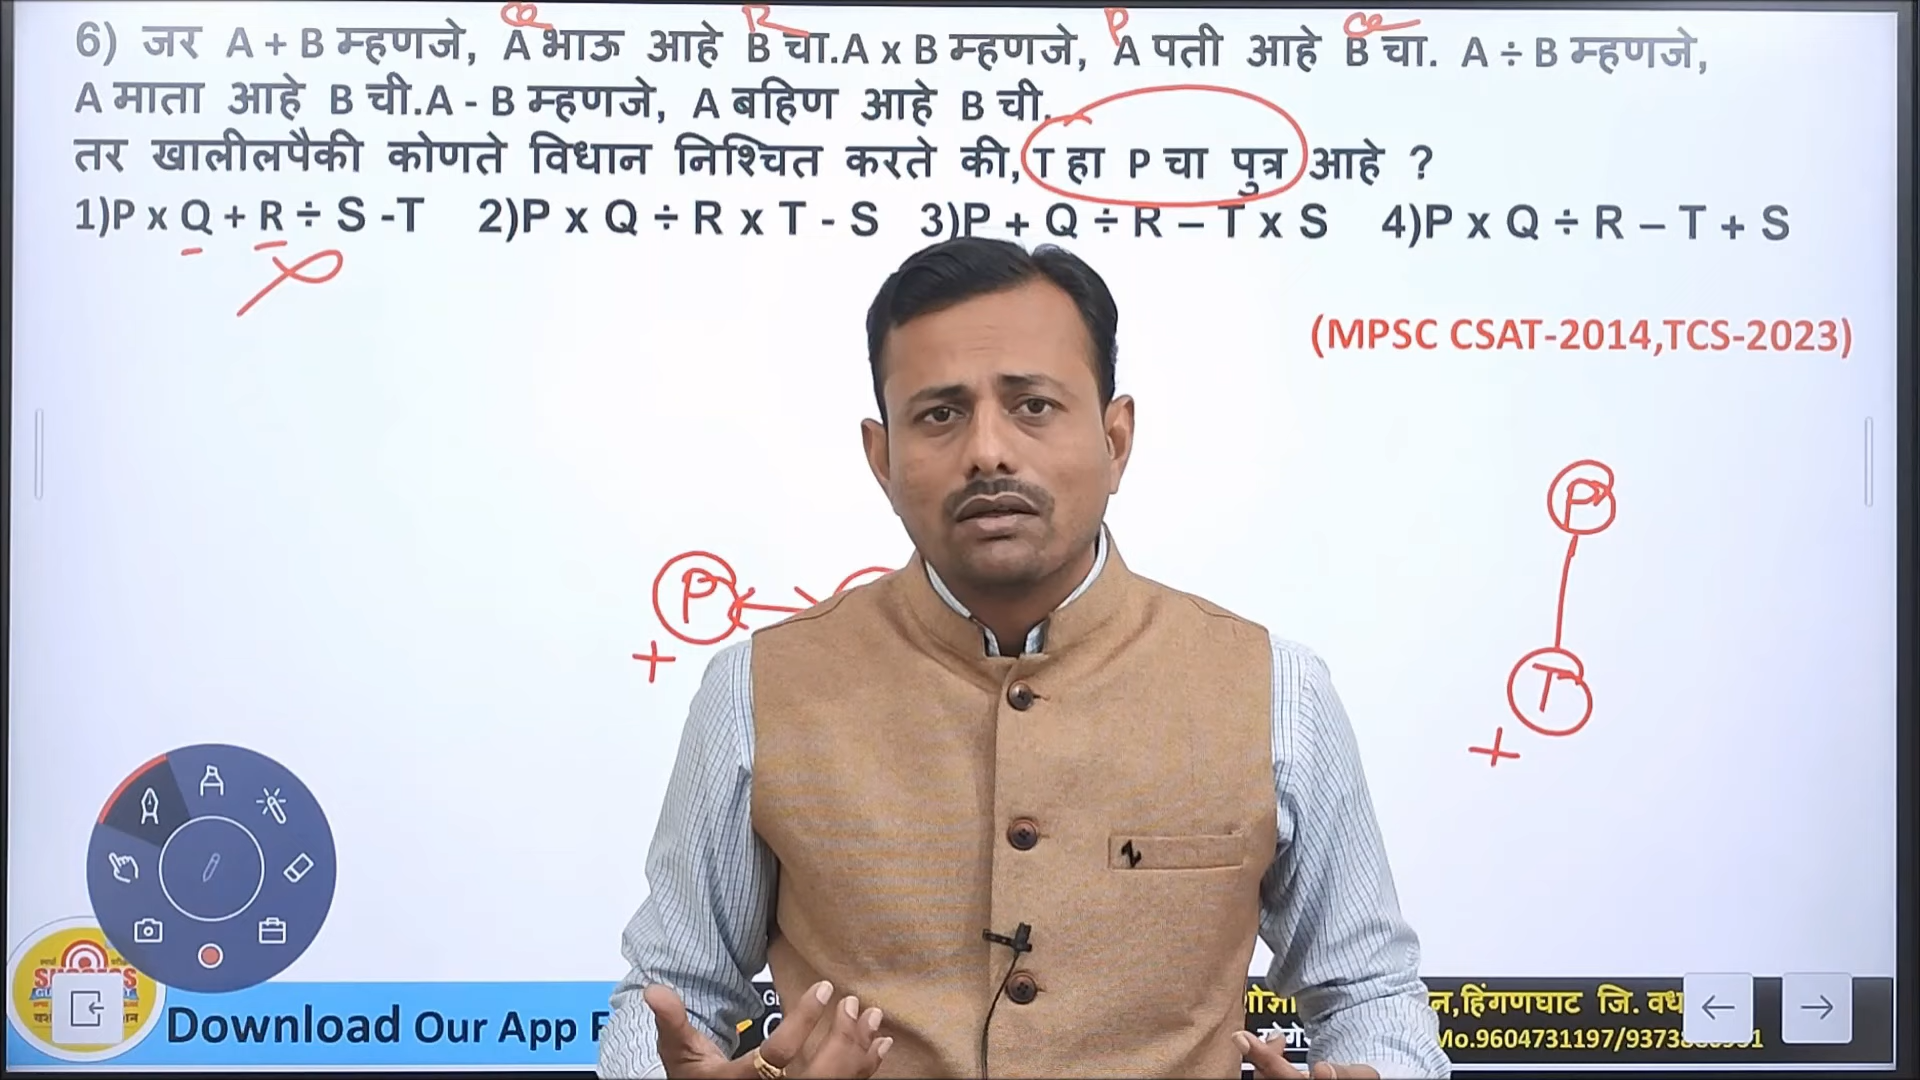 Q R P Q
6) जर A + B म्हणजे, A भाऊ आहे B चा.A x B म्हणजे, A पती आहे B चा. A ÷ B म्हणजे,
A माता आहे B ची.A - B म्हणजे, A बहिण आहे B ची.
तर खालीलपैकी कोणते विधान निश्चित करते की, T हा P चा पुत्र आहे ?
1)P x Q + R ÷ S -T 2)P x Q ÷ R x T - S 3)P + Q ÷ R – T x S 4)P x Q ÷ R – T + S
(MPSC CSAT-2014,TCS-2023)
P
P
+
T
+
Download Our App
न,हिंगणघाट जि.
Mo.9604731197/9373